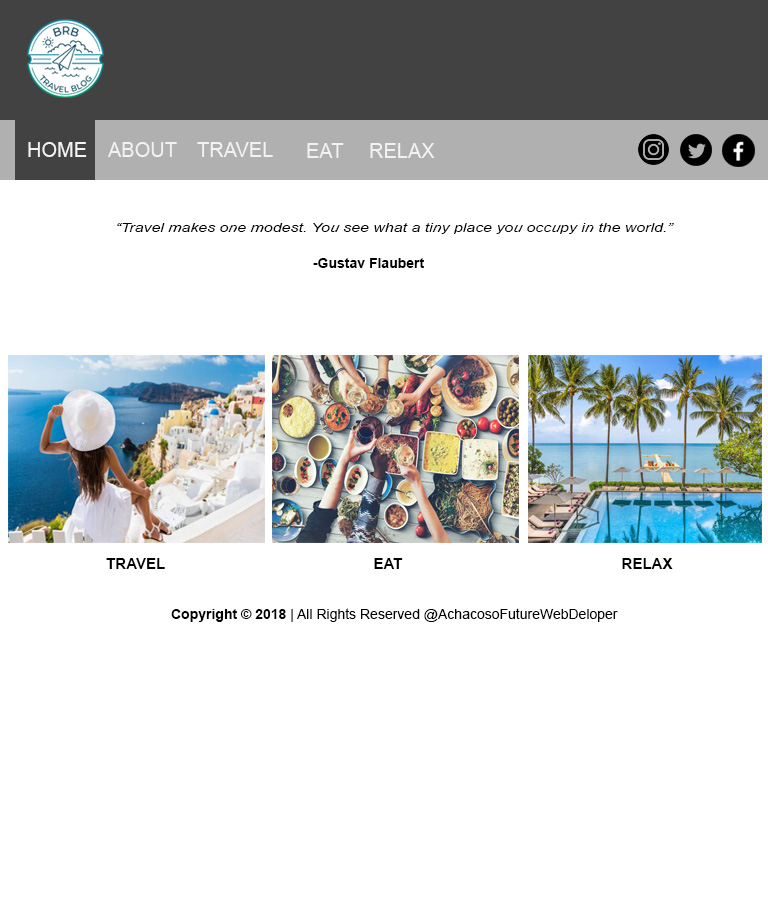 BRB
TRAVEL BLOG
HOME ABOUT TRAVEL EAT RELAX
“Travel makes one modest. You see what a tiny place you occupy in the world.”
-Gustav Flaubert
TRAVEL EAT RELAX
Copyright © 2018 | All Rights Reserved @AchacosoFutureWebDeloper